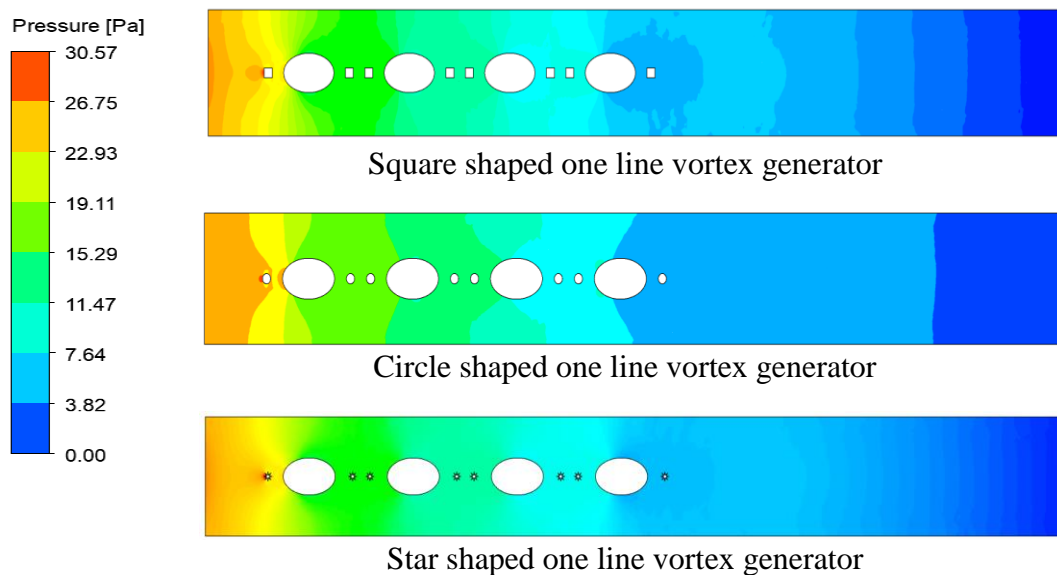 Pressure [Pa]
30.57
26.75
22.93
19.11
15.29
11.47
7.64
3.82
0.00
Square shaped one line vortex generator
Circle shaped one line vortex generator
Star shaped one line vortex generator